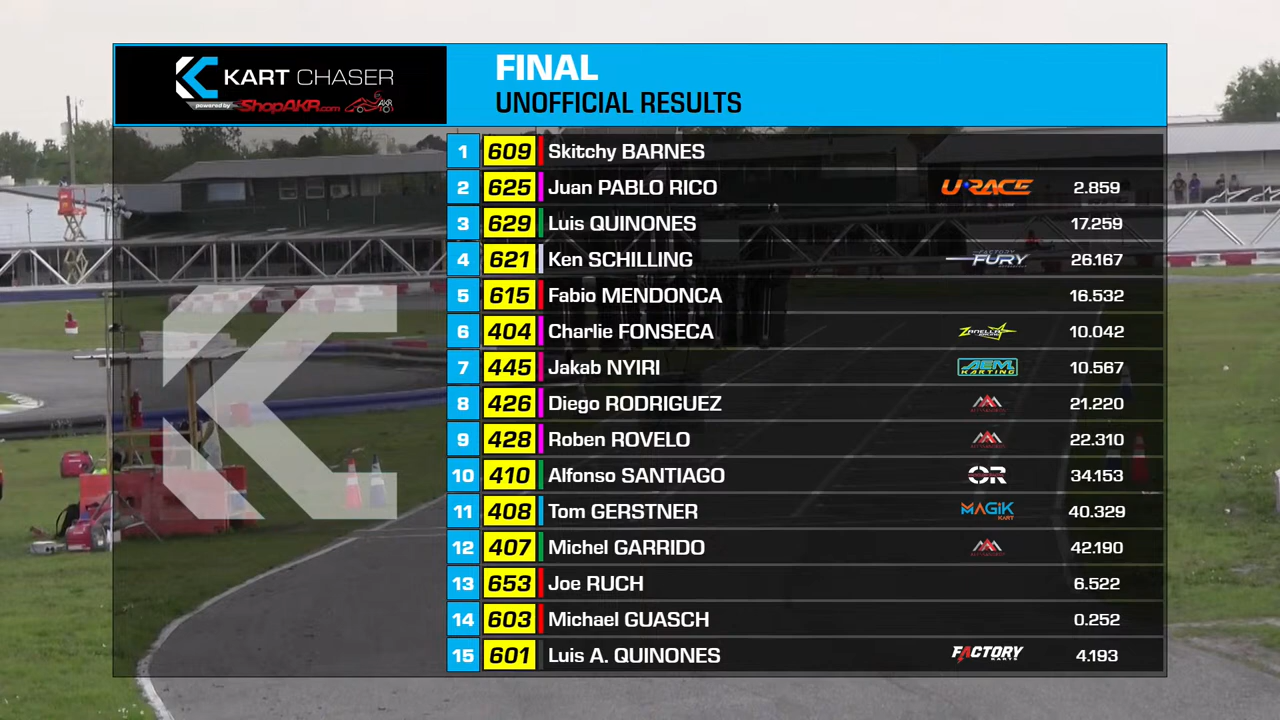 KART CHASER
powered by ShopAKR.com AKR
FINAL
UNOFFICIAL RESULTS
1 609 Skitchy BARNES
2 625 Juan PABLO RICO U RACE 2.859
3 629 Luis QUINONES 17.259
4 621 Ken SCHILLING FACTORY FURY 26.167
5 615 Fabio MENDONCA 16.532
6 404 Charlie FONSECA ZANELLA 10.042
7 445 Jakab NYIRI AEM KARTING 10.567
8 426 Diego RODRIGUEZ 21.220
9 428 Roben ROVELO 22.310
10 410 Alfonso SANTIAGO OR 34.153
11 408 Tom GERSTNER MAGIK KART 40.329
12 407 Michel GARRIDO 42.190
13 653 Joe RUCH 6.522
14 603 Michael GUASCH 0.252
15 601 Luis A. QUINONES FACTORY KARTS 4.193